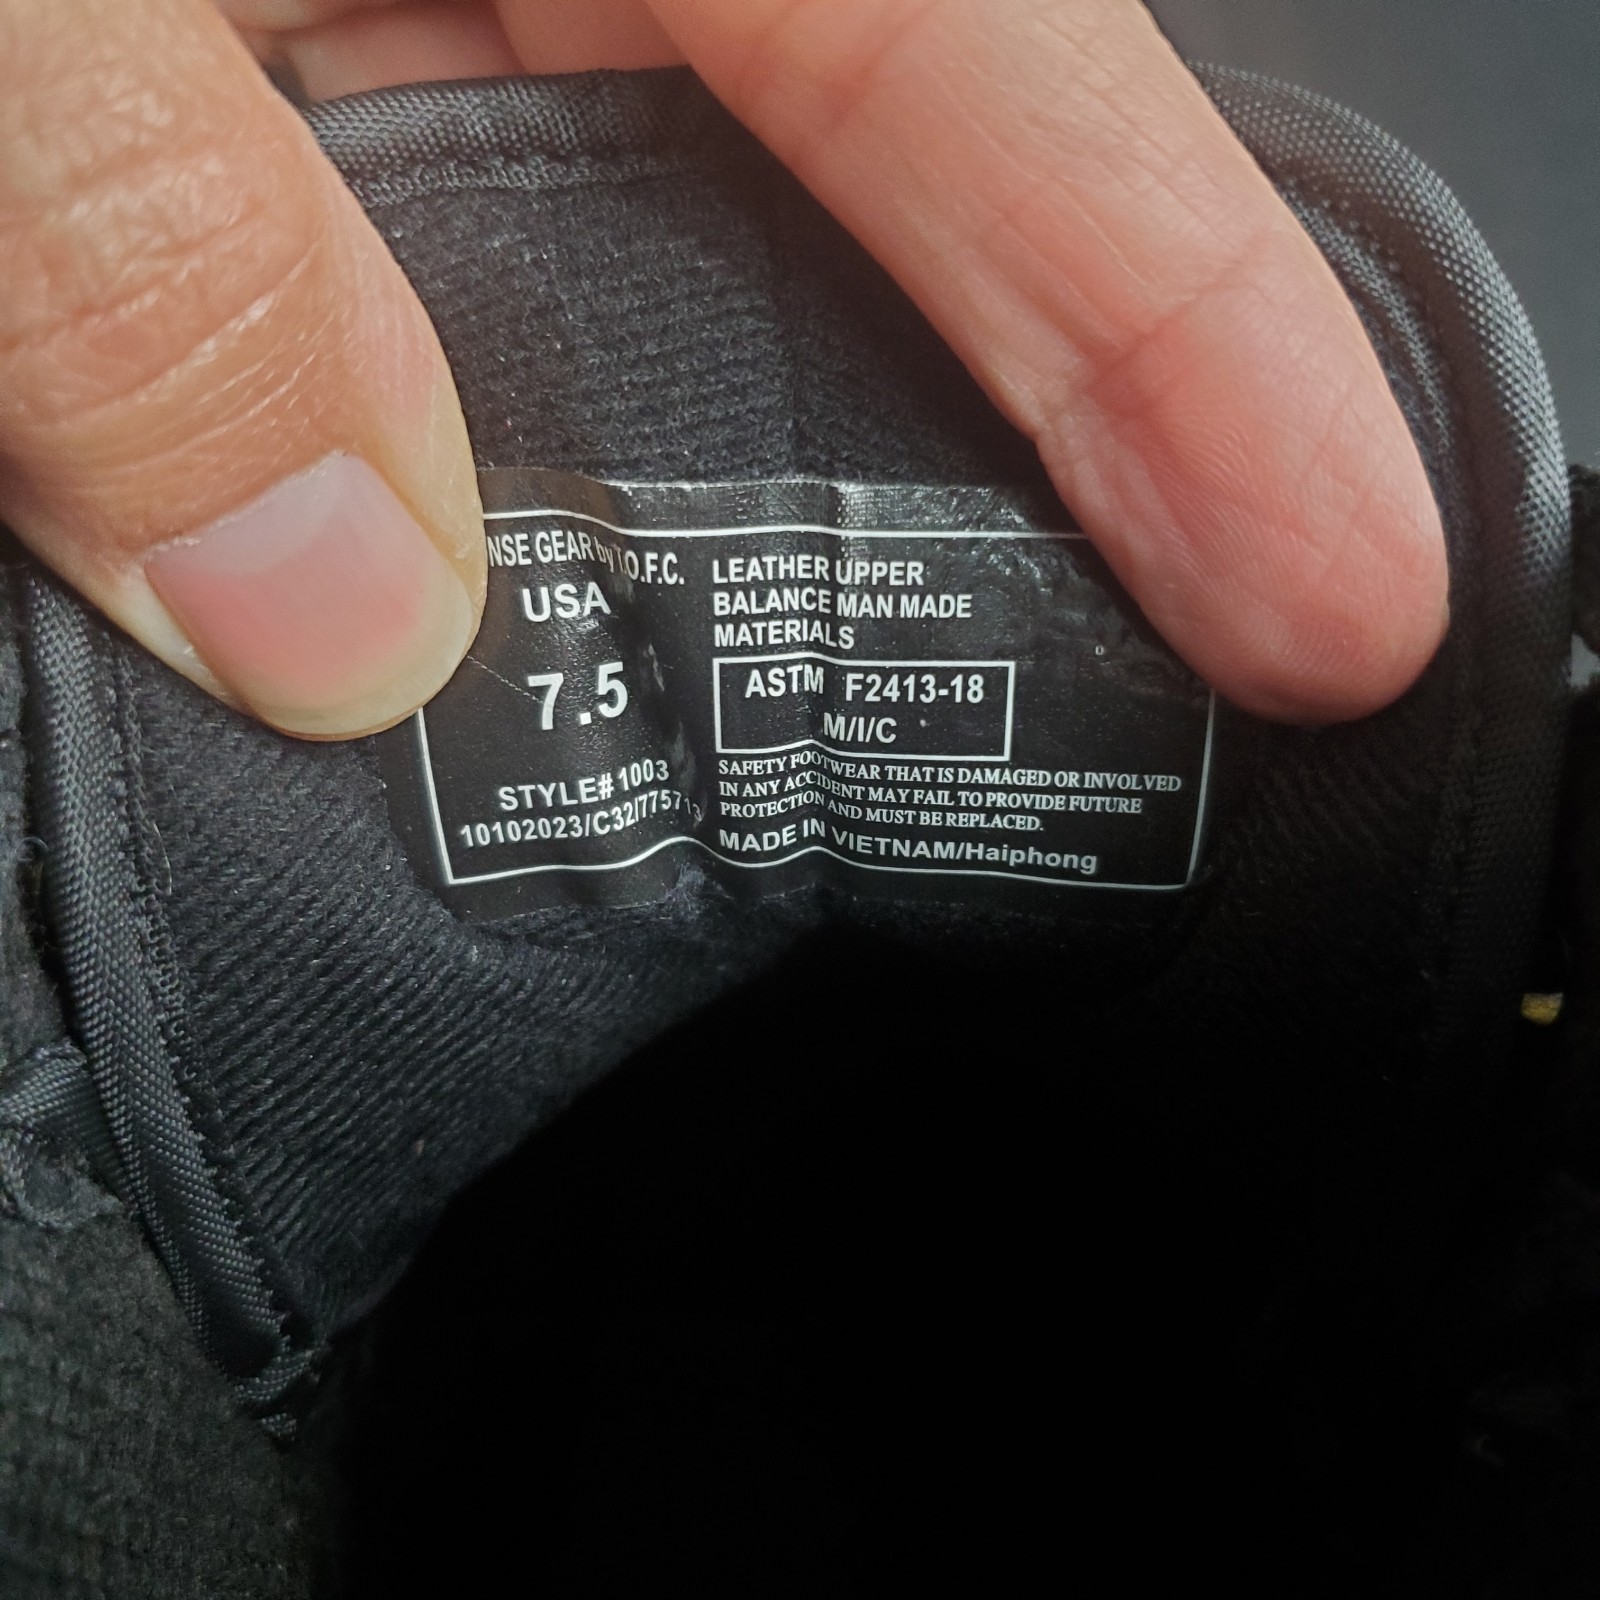 NSE GEAR by T.O.F.C.
USA
7.5
STYLE# 1003
10102023/C32/775713
LEATHER UPPER
BALANCE MAN MADE
MATERIALS
ASTM F2413-18
M/I/C
SAFETY FOOTWEAR THAT IS DAMAGED OR INVOLVED
IN ANY ACCIDENT MAY FAIL TO PROVIDE FUTURE
PROTECTION AND MUST BE REPLACED.
MADE IN VIETNAM/Haiphong